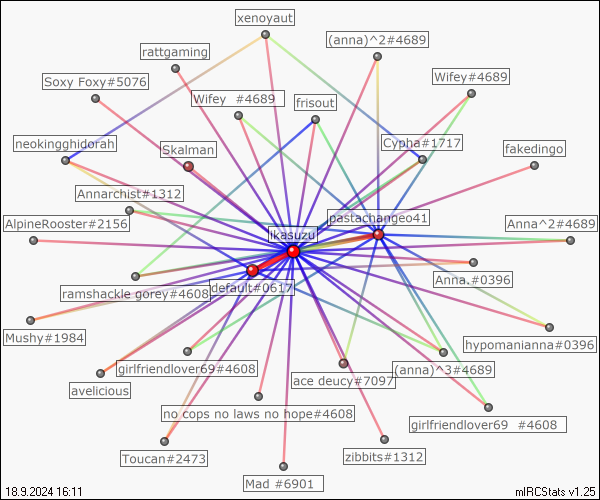 xenoyaut
(anna)^2#4689
rattgaming
Wifey#4689
Soxy Foxy#5076
Wifey  #4689
frisout
neokingghidorah
Skalman
Cypha#1717
fakedingo
Annarchist#1312
pastachangeo41
AlpineRooster#2156
ikasuzu
Anna^2#4689
ramshackle gorey#4608
default#0617
Anna.#0396
Mushy#1984
hypomanianna#0396
girlfriendlover69#4608
(anna)^3#4689
avelicious
ace deucy#7097
no cops no laws no hope#4608
girlfriendlover69  #4608
Toucan#2473
zibbits#1312
Mad #6901
18.9.2024 16:11
mIRCStats v1.25